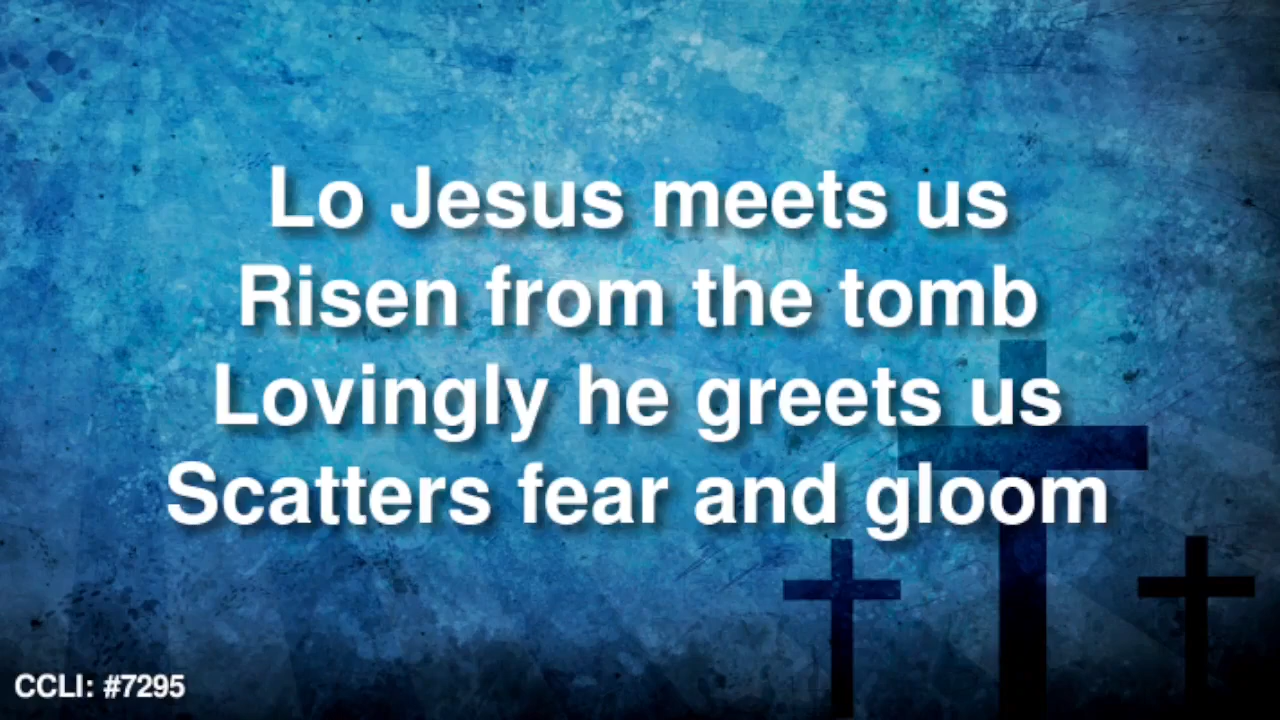 Lo Jesus meets us
Risen from the tomb
Lovingly he greets us
Scatters fear and gloom
CCLI: #7295